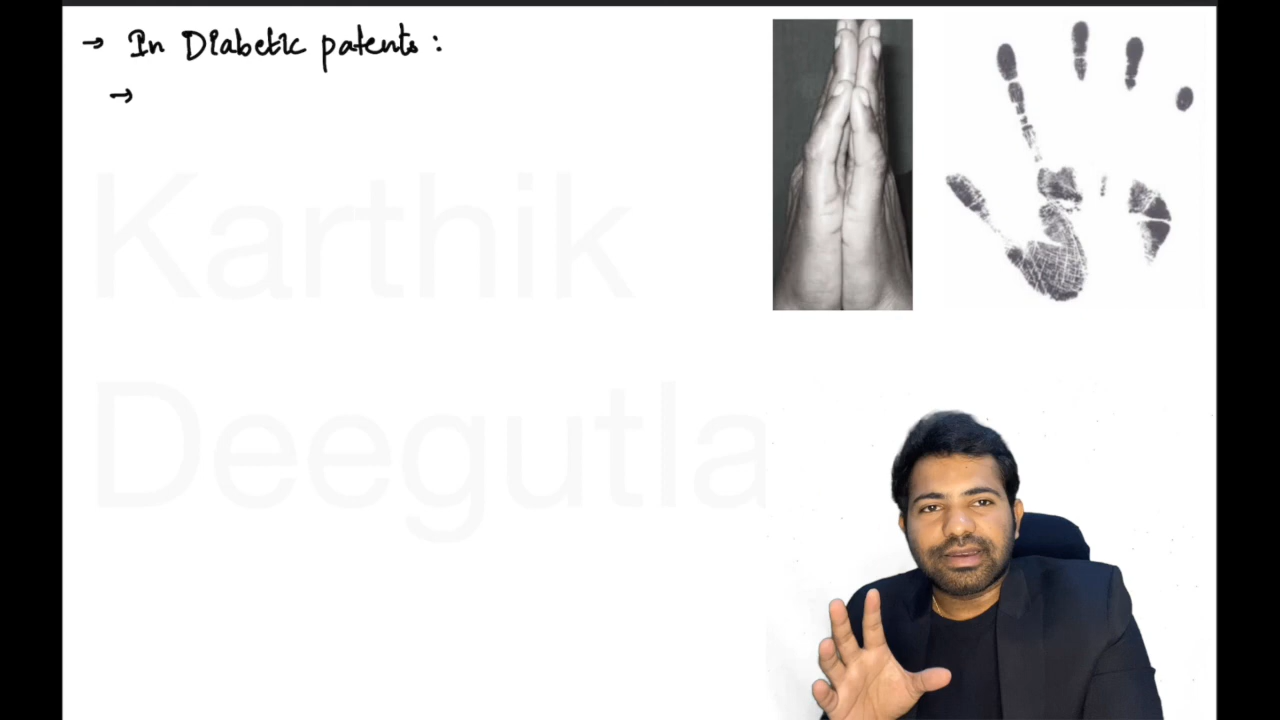 → In Diabetic patents :
→
Karthik
Deegutla